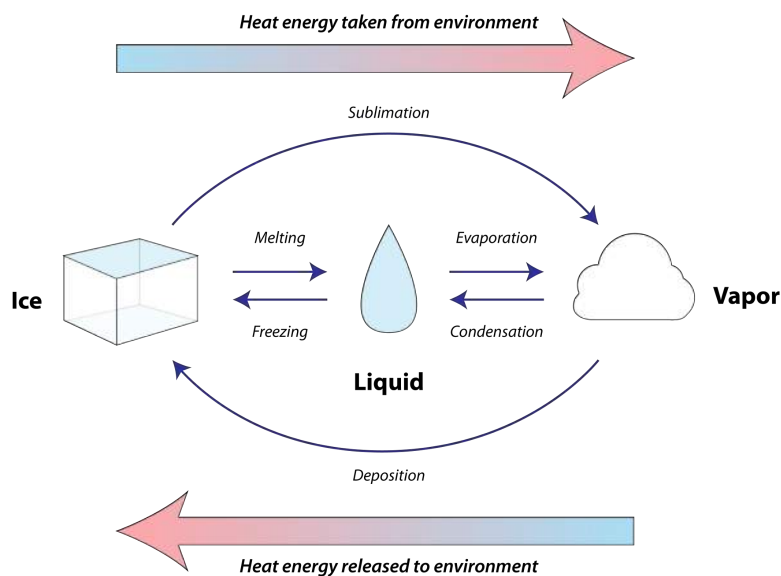 Heat energy taken from environment
Sublimation
Melting
Evaporation
Ice
Vapor
Freezing
Condensation
Liquid
Deposition
Heat energy released to environment